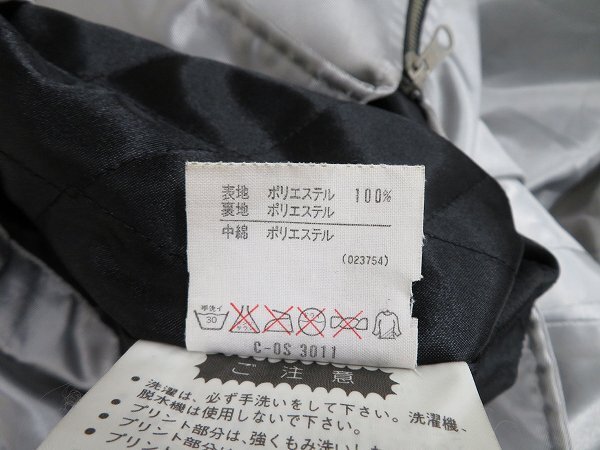 表地 ポリエステル 100%
裏地 ポリエステル
中綿 ポリエステル
(023754)
手洗イ
30
C-OS 3011
ご注意
・洗濯は、必ず手洗いをして下さい。洗濯機、
脱水機は使用しないで下さい。
・プリント部分は、強くもみ洗いし